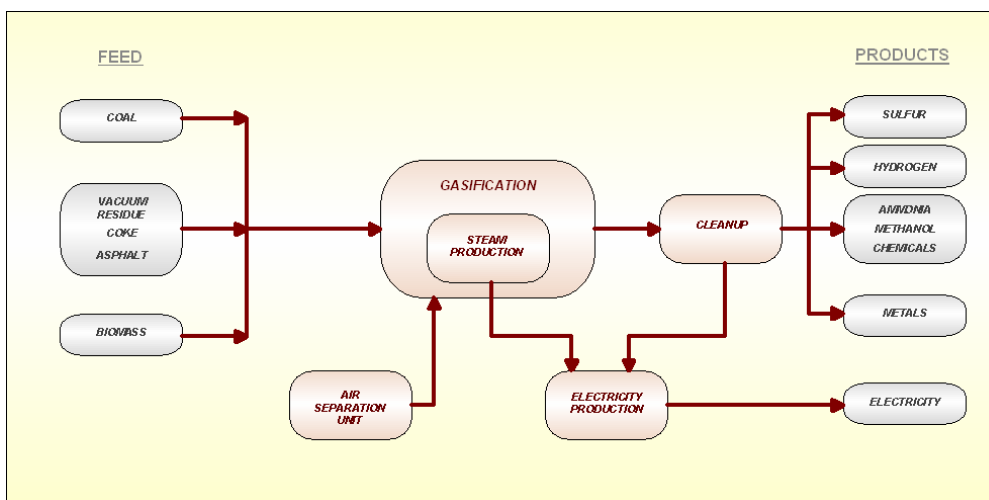 FEED
PRODUCTS
COAL
VACUUM
RESIDUE
COKE
ASPHALT
BIOMASS
GASIFICATION
STEAM
PRODUCTION
AIR
SEPARATION
UNIT
CLEANUP
ELECTRICITY
PRODUCTION
SULFUR
HYDROGEN
AMMONIA
METHANOL
CHEMICALS
METALS
ELECTRICITY